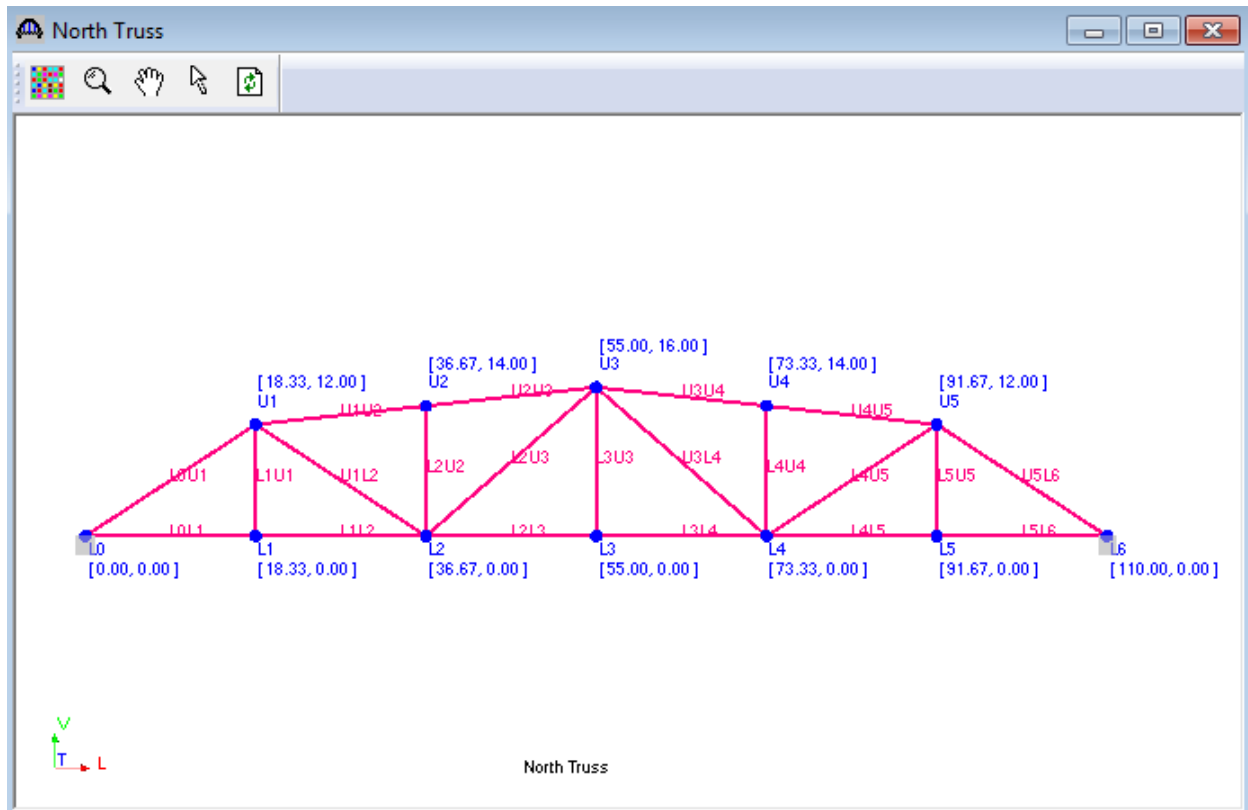 North Truss
[55.00, 16.00 ]
U3
[36.67, 14.00 ]
U2
[73.33, 14.00 ]
U4
[18.33, 12.00 ]
U1
[91.67, 12.00 ]
U5
U2U3
U3U4
U1U2
U4U5
L0U1
L1U1
U1L2
L2U2
L2U3
L3U3
U3L4
L4U4
L4U5
L5U5
U5L6
L0L1
L1L2
L2L3
L3L4
L4L5
L5L6
L0
L1
L2
L3
L4
L5
L6
[0.00, 0.00 ]
[18.33, 0.00 ]
[36.67, 0.00 ]
[55.00, 0.00 ]
[73.33, 0.00 ]
[91.67, 0.00 ]
[110.00, 0.00 ]
V
T
L
North Truss